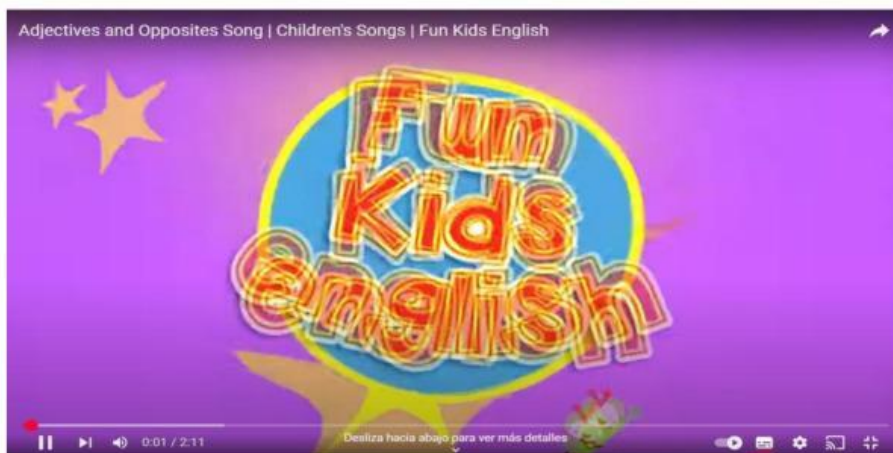 Adjectives and Opposites Song | Children's Songs | Fun Kids English
Fun
Kids
english
0:01 / 2:11
Desliza hacia abajo para ver más detalles